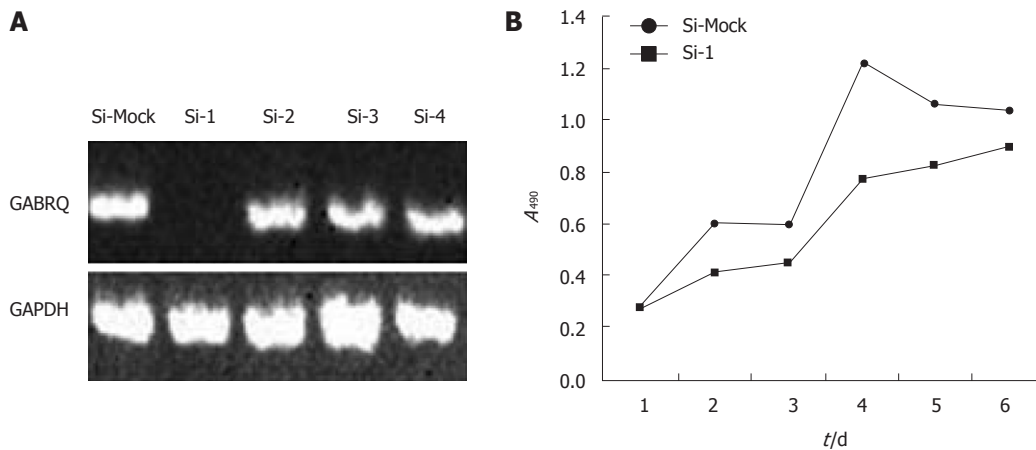 A
Si-Mock Si-1 Si-2 Si-3 Si-4
GABRQ
GAPDH
B
Si-Mock
Si-1
1.4
1.2
1.0
0.8
0.6
0.4
0.2
0.0
A490
1 2 3 4 5 6
t/d